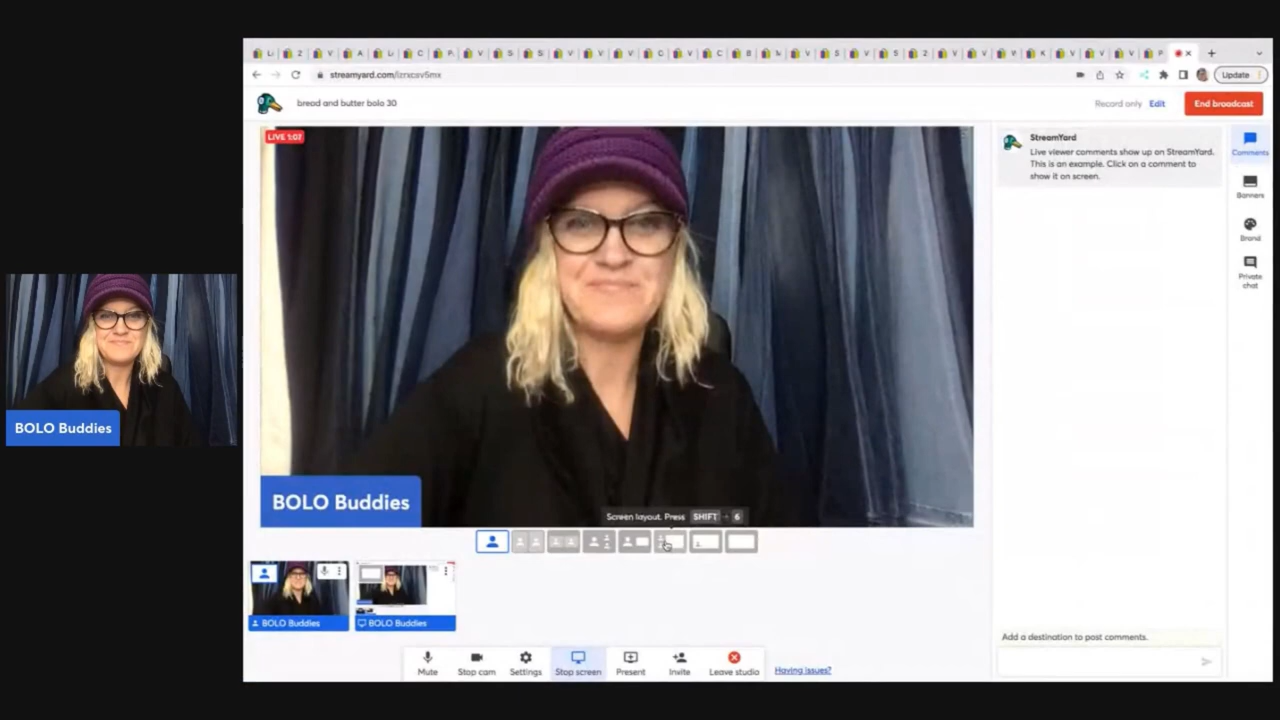 BOLO Buddies
streamyard.com/
Update
bread and butter bolo 30
Record only
Edit
End broadcast
LIVE 1:07
StreamYard
Live viewer comments show up on StreamYard.
This is an example. Click on a comment to
show it on screen.
Comments
Banners
Brand
Private
chat
BOLO Buddies
Screen layout. Press SHIFT + 6
BOLO Buddies
BOLO Buddies
Add a destination to post comments.
Mute
Stop cam
Settings
Stop screen
Present
Invite
Leave studio
Having issues?